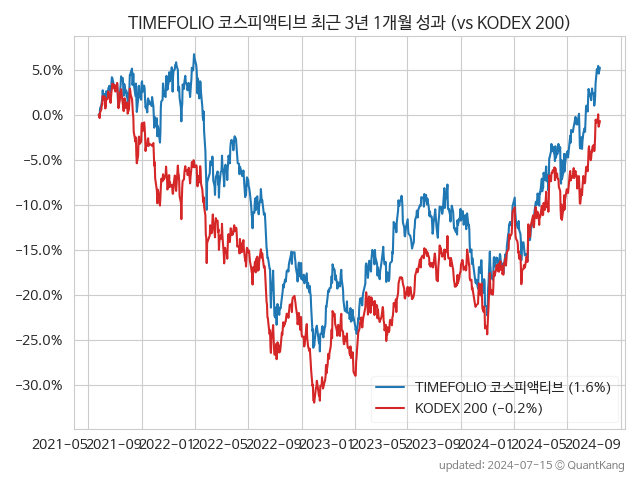 TIMEFOLIO 코스피액티브 최근 3년 1개월 성과 (vs KODEX 200)
5.0%
0.0%
−5.0%
−10.0%
−15.0%
−20.0%
−25.0%
−30.0%
TIMEFOLIO 코스피액티브 (1.6%)
KODEX 200 (−0.2%)
2021-05 2021-09 2022-01 2022-05 2022-09 2023-01 2023-05 2023-09 2024-01 2024-05 2024-09
updated: 2024-07-15 ⓒ QuantKang